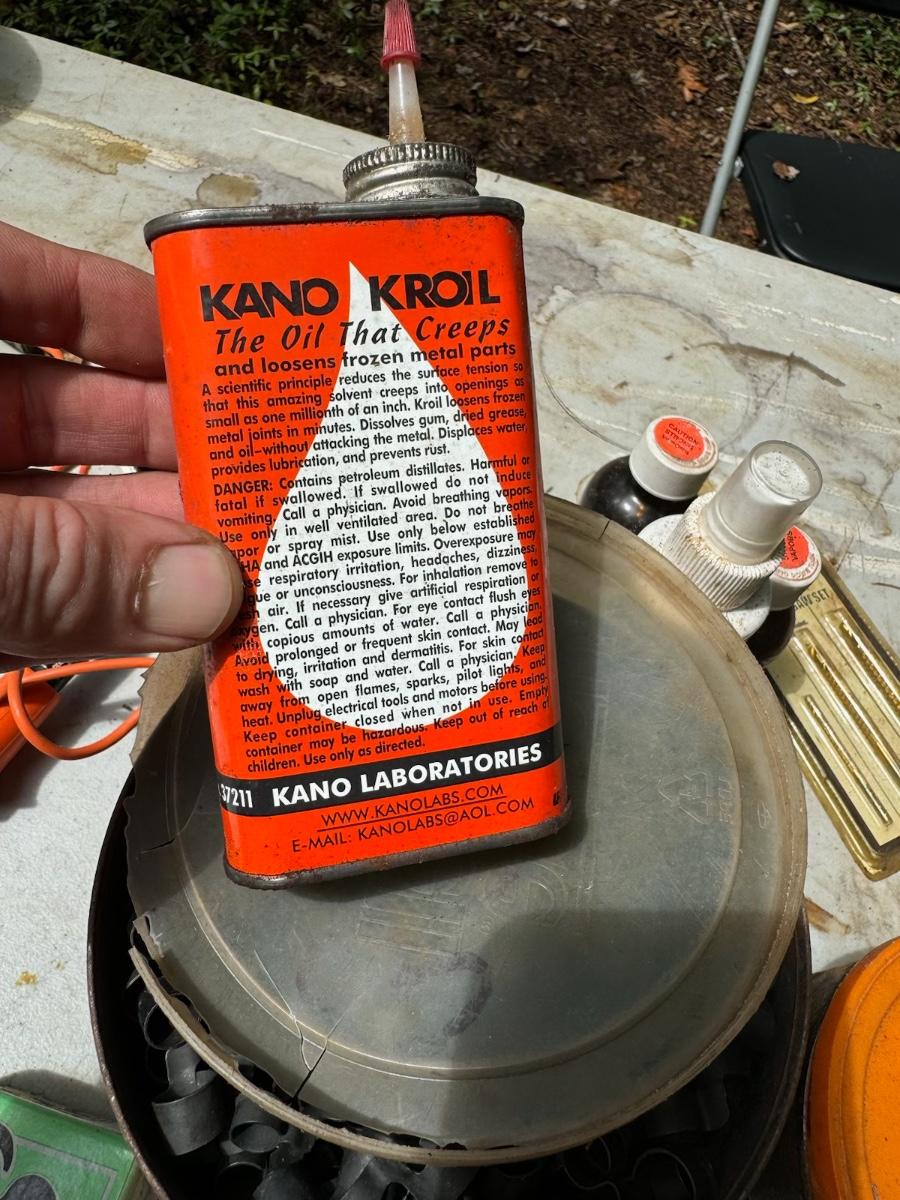 KANO KROIL
The Oil That Creeps
and loosens frozen metal parts
A scientific principle reduces the surface tension so
that this amazing solvent creeps into openings as
small as one millionth of an inch. Kroil loosens frozen
metal joints in minutes. Dissolves gum, dried grease,
and oil–without attacking the metal. Displaces water,
provides lubrication, and prevents rust.
DANGER: Contains petroleum distillates. Harmful or
fatal if swallowed. If swallowed do not induce
vomiting. Call a physician. Avoid breathing vapors.
Use only in well ventilated area. Do not breathe
or spray mist. Use only below established
and ACGIH exposure limits. Overexposure may
respiratory irritation, headaches, dizziness,
or unconsciousness. For inhalation remove to
air. If necessary give artificial respiration or
oxygen. Call a physician. For eye contact flush eyes
with copious amounts of water. Call a physician.
Avoid prolonged or frequent skin contact. May lead
to drying, irritation and dermatitis. For skin contact
wash with soap and water. Call a physician. Keep
away from open flames, sparks, pilot lights, and
heat. Unplug electrical tools and motors before using.
Keep container closed when not in use. Empty
container may be hazardous. Keep out of reach of
children. Use only as directed.
37211 KANO LABORATORIES
WWW.KANOLABS.COM
E-MAIL: KANOLABS@AOL.COM
CAUTION